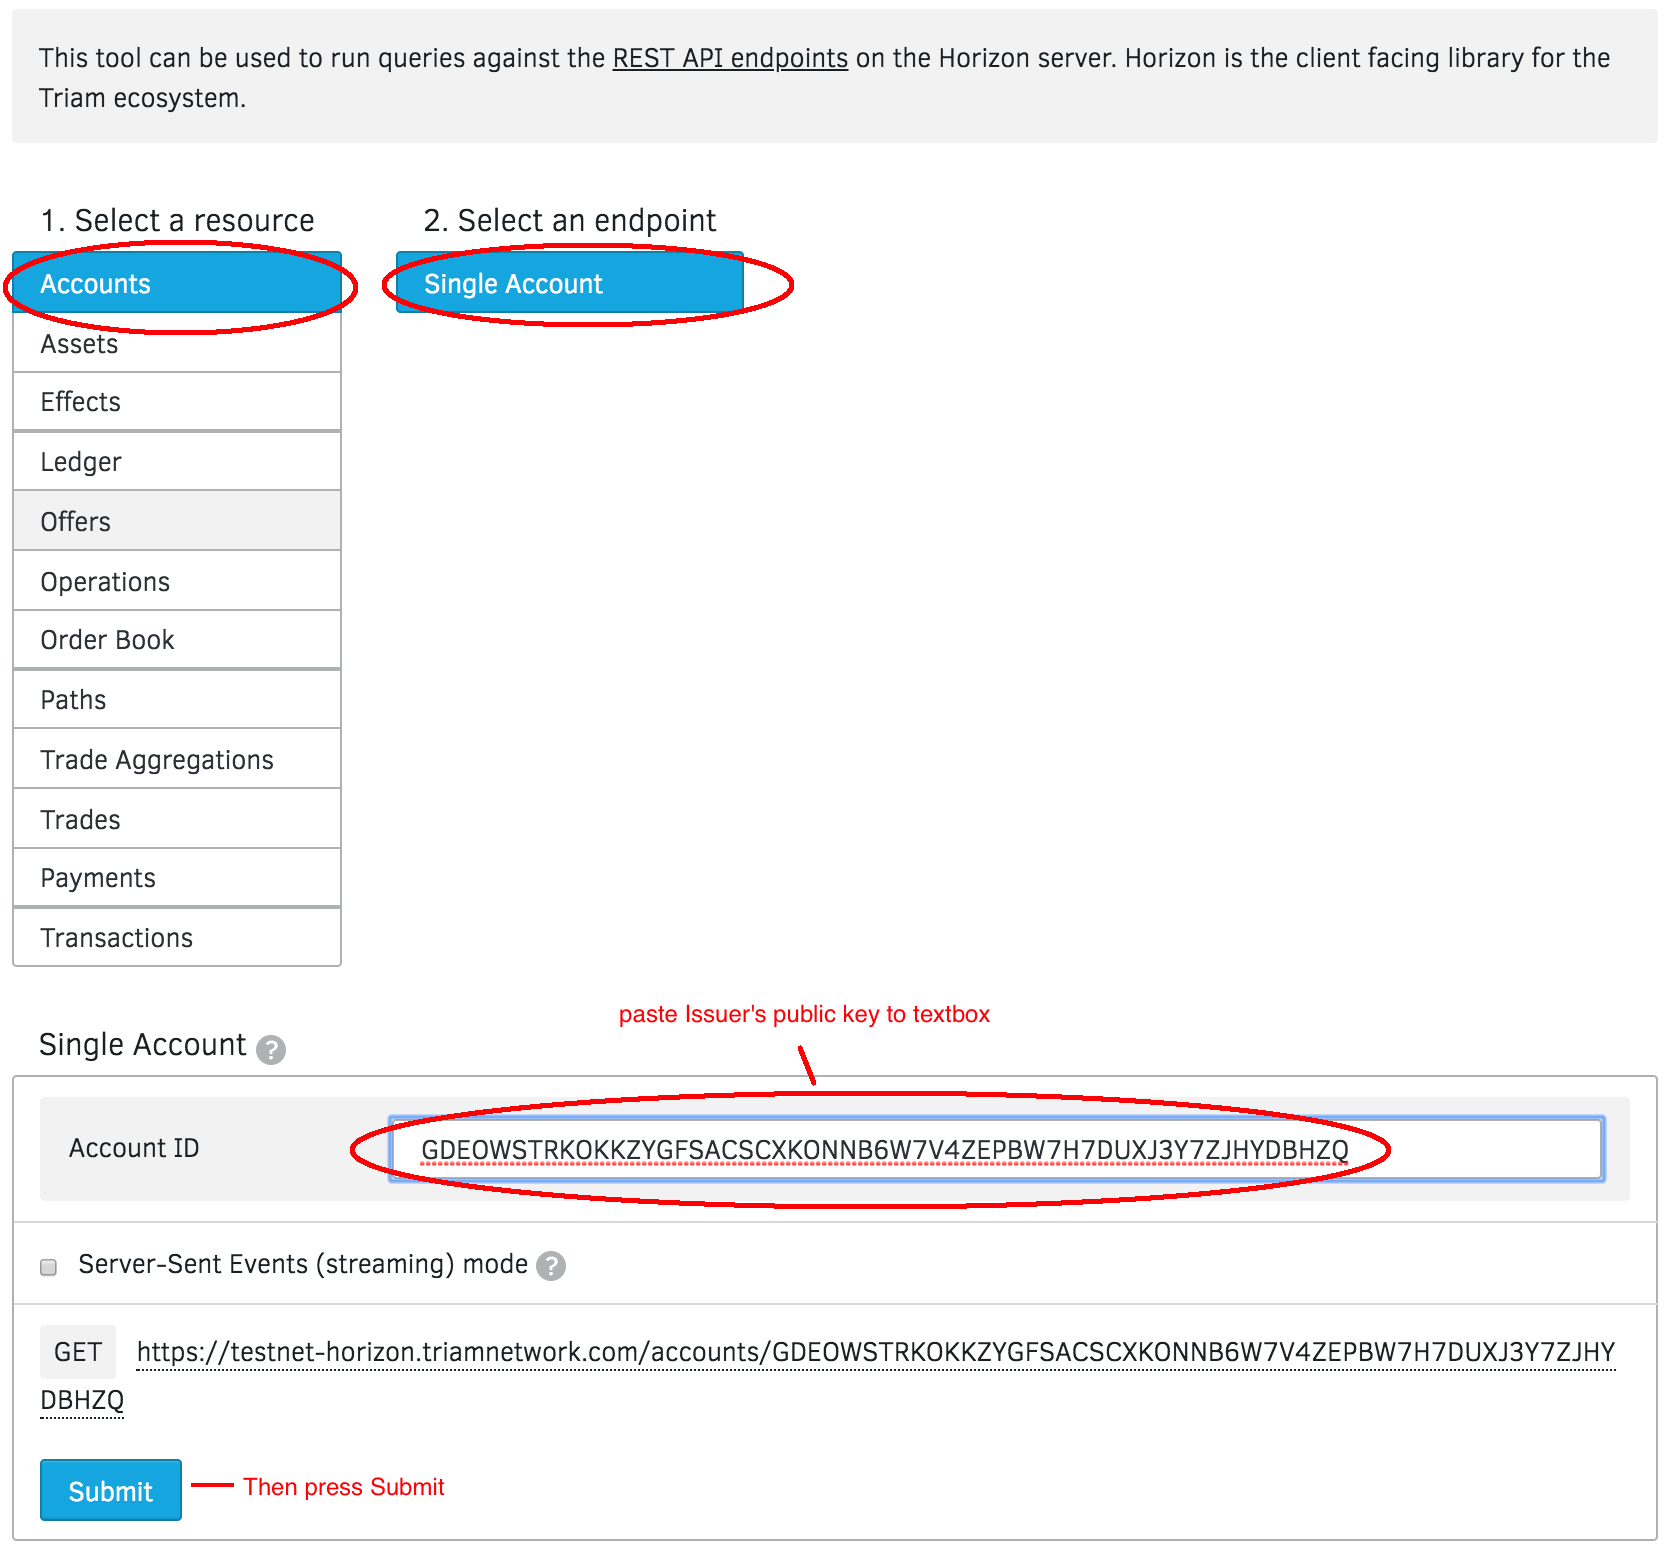 This tool can be used to run queries against the REST API endpoints on the Horizon server. Horizon is the client facing library for the
Triam ecosystem.
1. Select a resource
2. Select an endpoint
Accounts
Single Account
Assets
Effects
Ledger
Offers
Operations
Order Book
Paths
Trade Aggregations
Trades
Payments
Transactions
paste Issuer's public key to textbox
Single Account ?
Account ID
GDEOWSTRKOKKZYGFSACSCXKONNB6W7V4ZEPBW7H7DUXJ3Y7ZJHYDBHZQ
Server-Sent Events (streaming) mode ?
GET https://testnet-horizon.triamnetwork.com/accounts/GDEOWSTRKOKKZYGFSACSCXKONNB6W7V4ZEPBW7H7DUXJ3Y7ZJHY
DBHZQ
Submit
Then press Submit